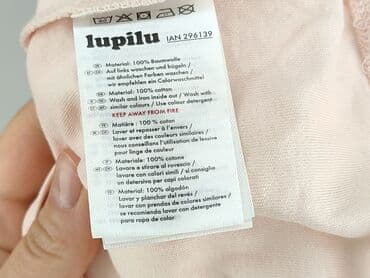 lupilu IAN 296139
Material: 100% Baumwolle
Auf links waschen und bügeln /
mit ähnlichen Farben waschen /
wir empfehlen ein Colorwaschmittel
Material: 100% cotton
Wash and iron inside out / Wash with
similar colours / Use colour detergent
KEEP AWAY FROM FIRE
Matière : 100 % coton
Laver et repasser à l'envers /
laver avec des couleurs similaires /
nous conseillons l'utilisation de lessive
pour linge de couleur
Materiale: 100% cotone
Lavare e stirare al rovescio /
lavare con colori simili / si consiglia
un detersivo per capi colorati
Material: 100% algodón
Lavar y planchar del revés /
lavar con prendas de colores similares /
se recomienda lavar con detergente
para ropa de color